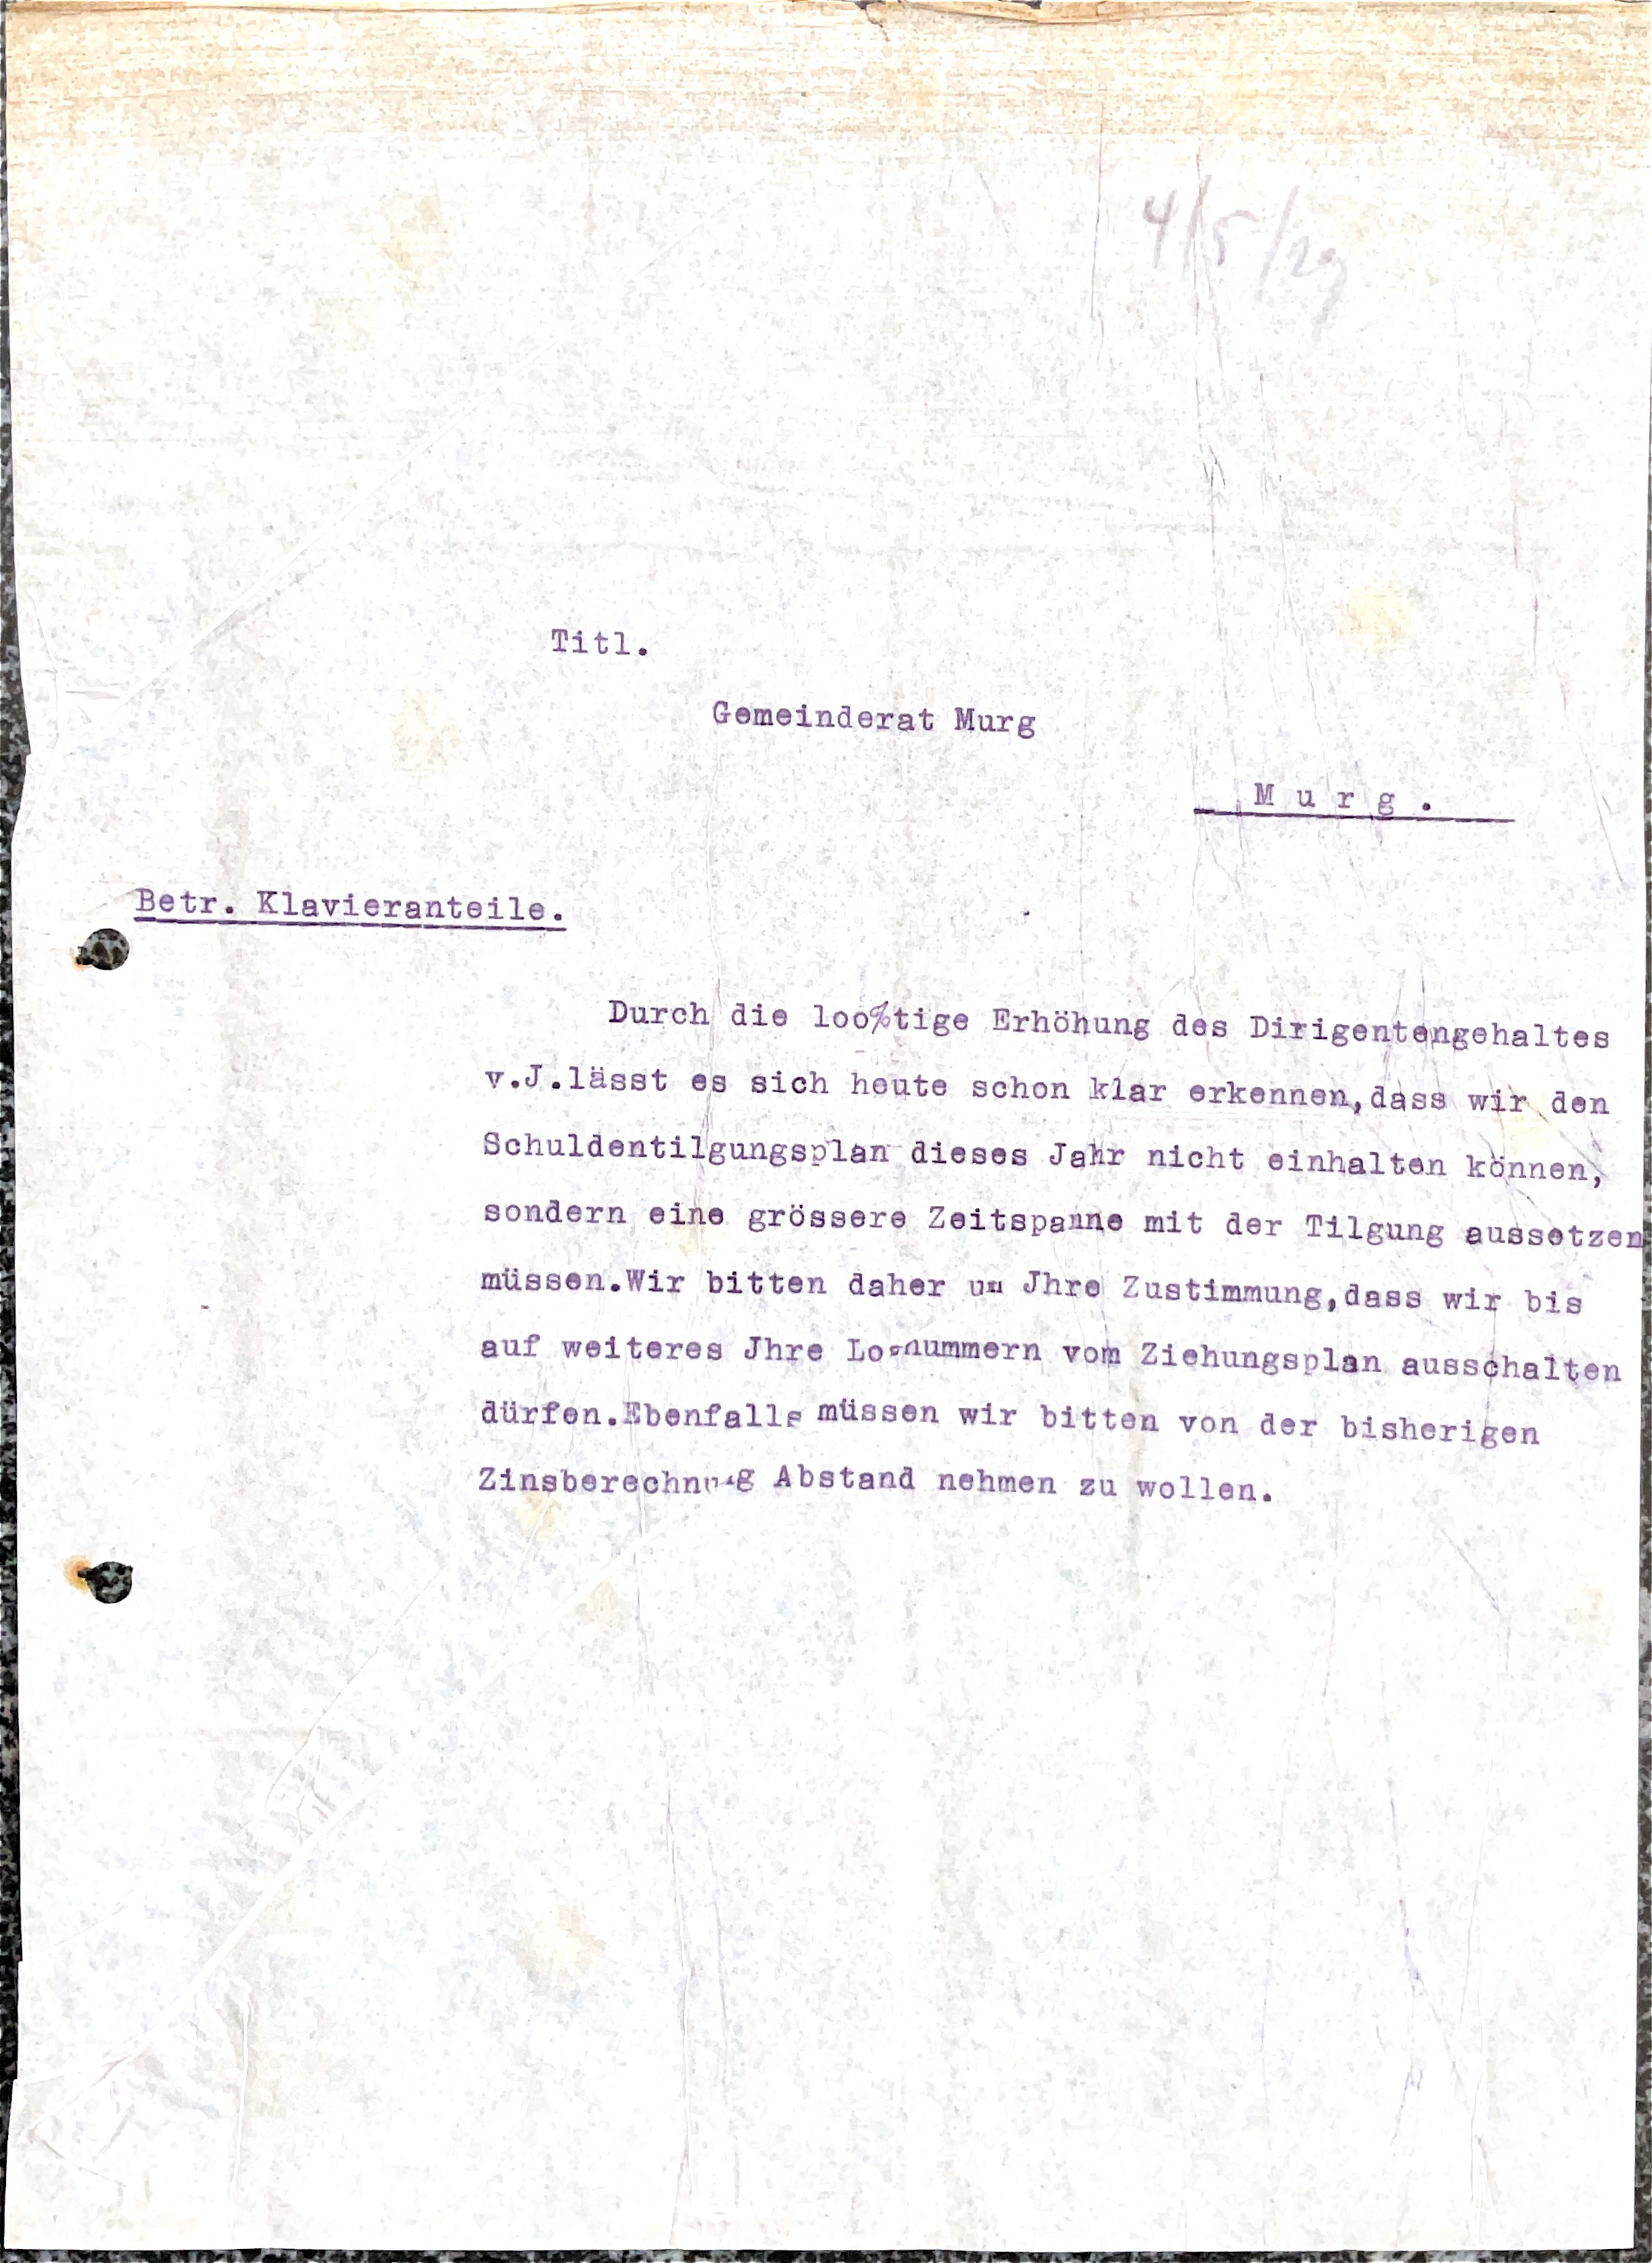 4/5/29
Titl.
Gemeinderat Murg
M u r g .
Betr. Klavieranteile.
Durch die loo%tige Erhöhung des Dirigentengehaltes
v.J.lässt es sich heute schon klar erkennen,dass wir den
Schuldentilgungsplan dieses Jahr nicht einhalten können,
sondern eine grössere Zeitspanne mit der Tilgung aussetzen
müssen.Wir bitten daher um Jhre Zustimmung,dass wir bis
auf weiteres Jhre Losnummern vom Ziehungsplan ausschalten
dürfen.Ebenfalls müssen wir bitten von der bisherigen
Zinsberechnung Abstand nehmen zu wollen.